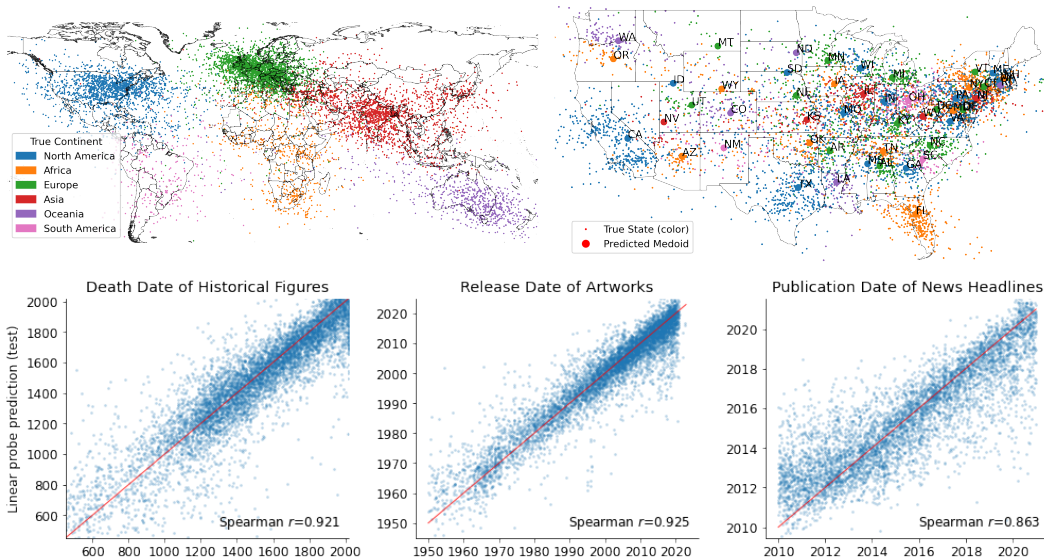 True Continent
North America
Africa
Europe
Asia
Oceania
South America
WA
OR
MT
ID
ND
SD
MN
WI
WY
NE
IA
MI
VT
ME
UT
CO
NV
CA
AZ
NM
OK
AR
TN
KY
OH
TX
LA
AL
GA
SC
FL
True State (color)
Predicted Medoid
Death Date of Historical Figures
Release Date of Artworks
Publication Date of News Headlines
Linear probe prediction (test)
2000
1800
1600
1400
1200
1000
800
600
600 800 1000 1200 1400 1600 1800 2000
Spearman r=0.921
2020
2010
2000
1990
1980
1970
1960
1950
1950 1960 1970 1980 1990 2000 2010 2020
Spearman r=0.925
2020
2018
2016
2014
2012
2010
2010 2012 2014 2016 2018 2020
Spearman r=0.863